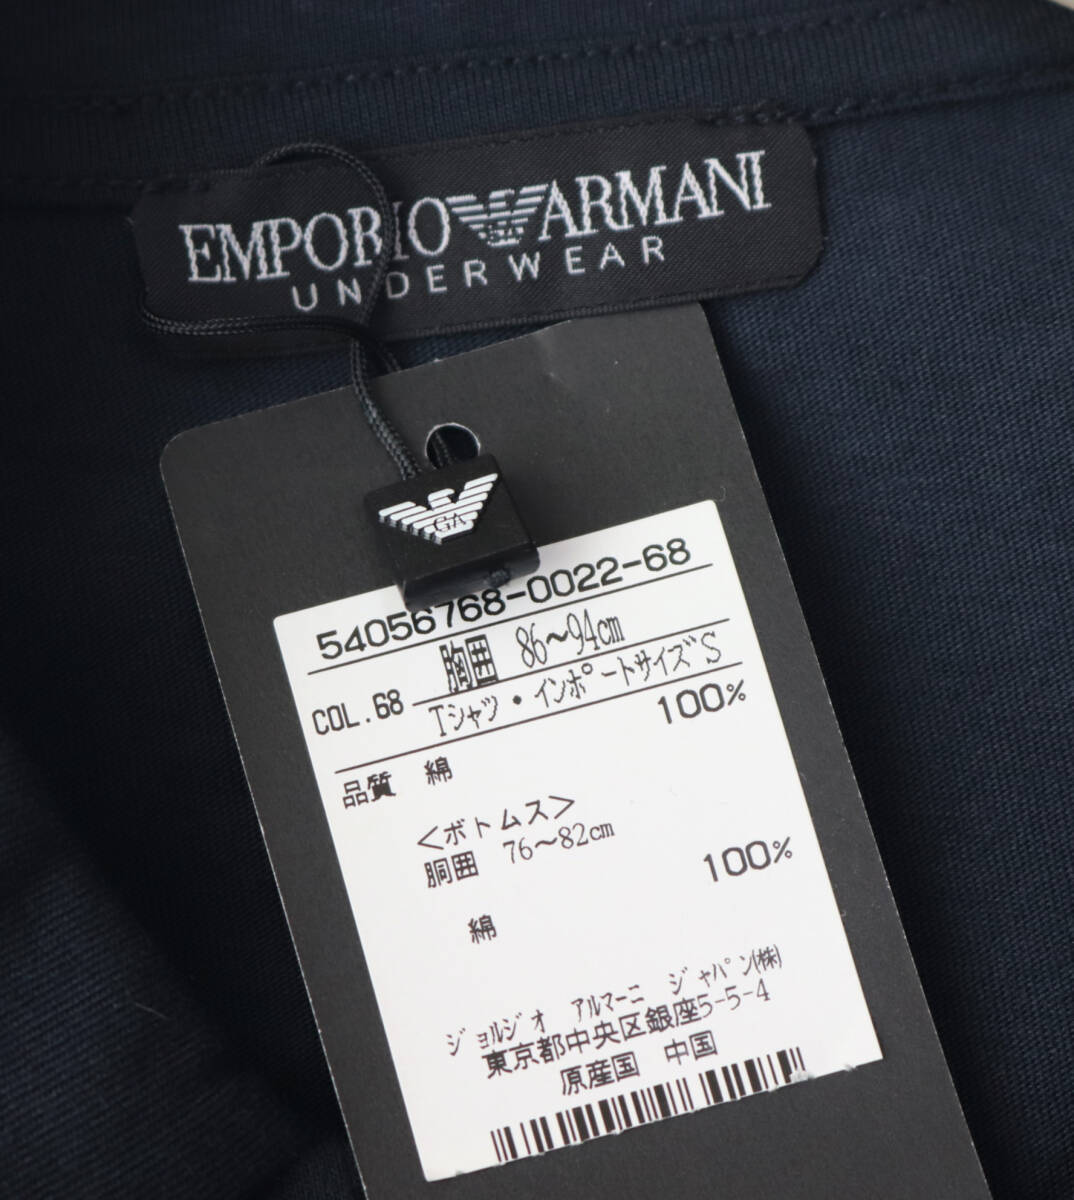 EMPORIO ARMANI
UNDERWEAR
GA
54056768-0022-68
胸囲 86～94cm
COL.68
Tシャツ・インポートサイズS
品質 綿 100%
<ボトムス>
胴囲 76～82cm
綿 100%
ジョルジオ アルマーニ ジャパン(株)
東京都中央区銀座5-5-4
原産国 中国